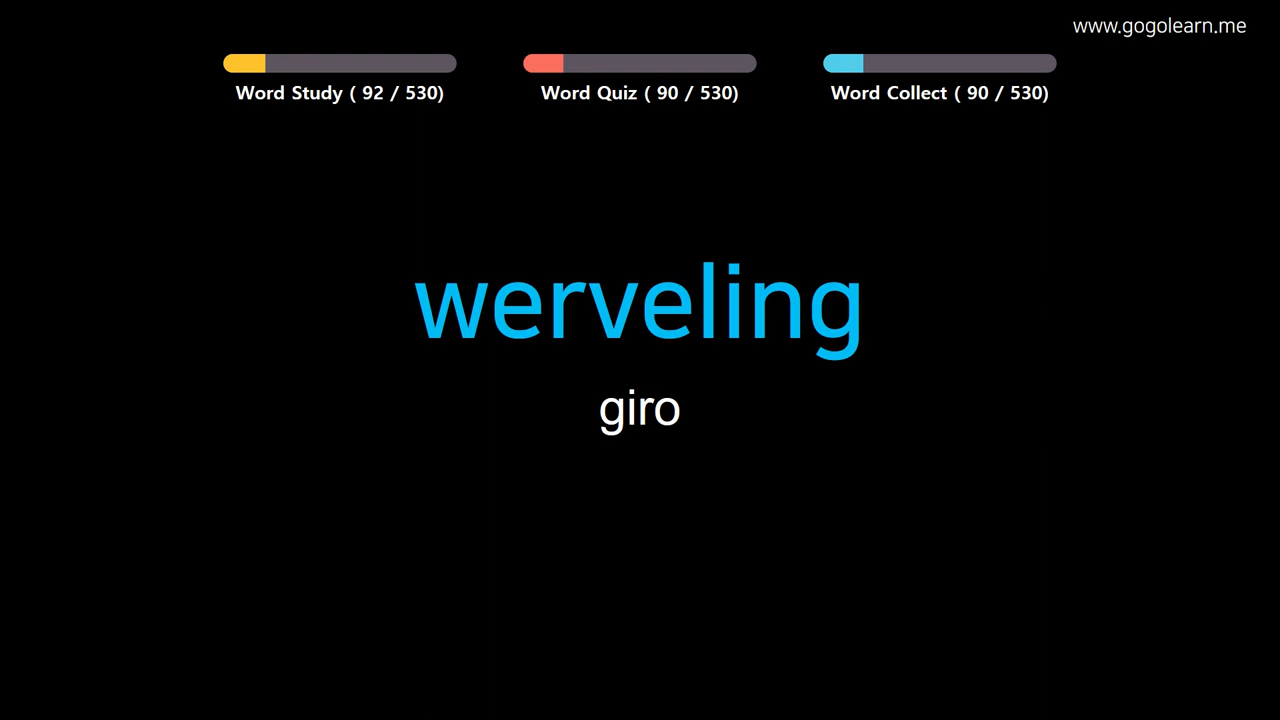 www.gogolearn.me
Word Study ( 92 / 530)
Word Quiz ( 90 / 530)
Word Collect ( 90 / 530)
werveling
giro